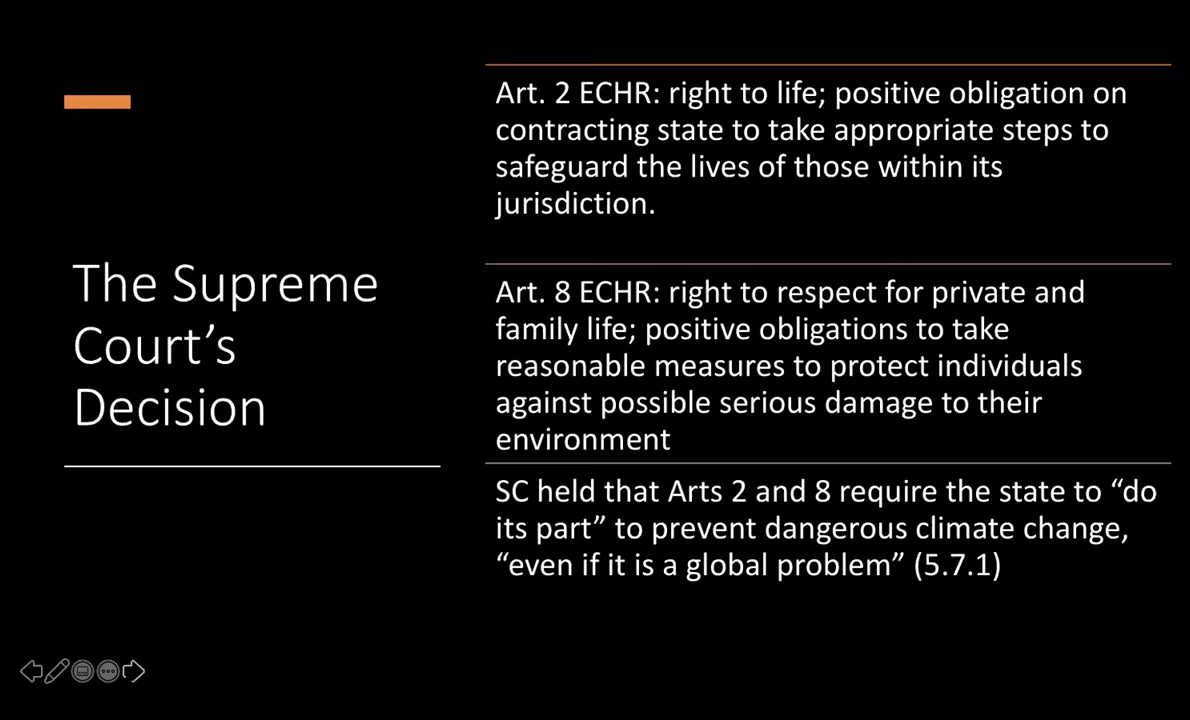 The Supreme
Court’s
Decision
Art. 2 ECHR: right to life; positive obligation on
contracting state to take appropriate steps to
safeguard the lives of those within its
jurisdiction.
Art. 8 ECHR: right to respect for private and
family life; positive obligations to take
reasonable measures to protect individuals
against possible serious damage to their
environment
SC held that Arts 2 and 8 require the state to “do
its part” to prevent dangerous climate change,
“even if it is a global problem” (5.7.1)